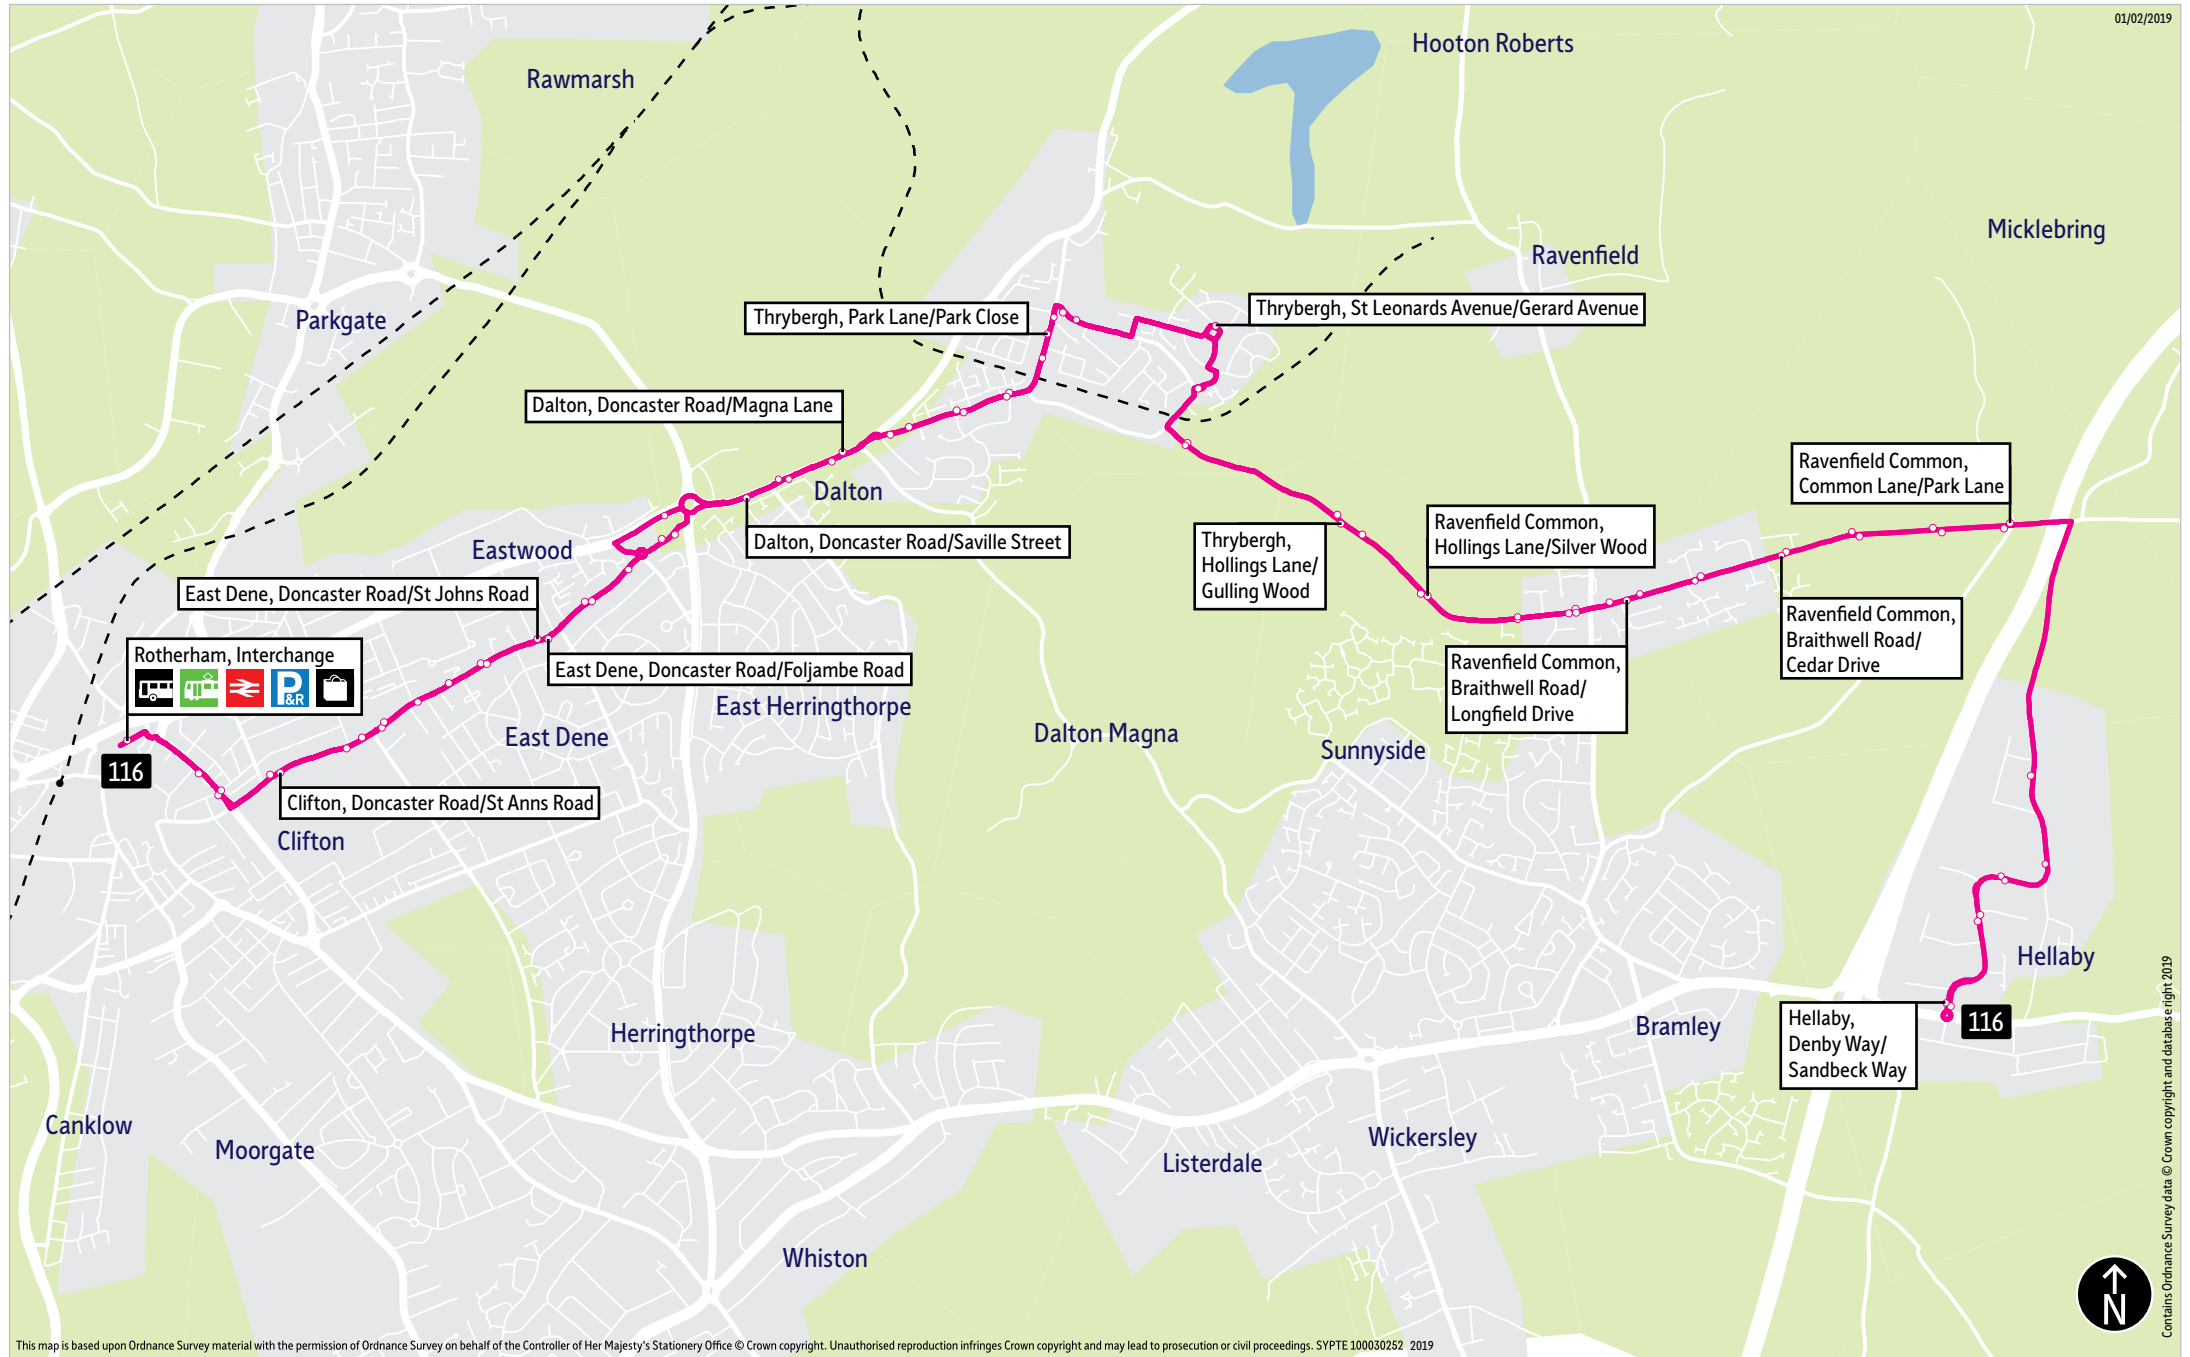 01/02/2019
Hooton Roberts
Rawmarsh
Micklebring
Ravenfield
Thrybergh, St Leonards Avenue/Gerard Avenue
Thrybergh, Park Lane/Park Close
Parkgate
Dalton, Doncaster Road/Magna Lane
Ravenfield Common,
Common Lane/Park Lane
Dalton
Ravenfield Common,
Hollings Lane/Silver Wood
Dalton, Doncaster Road/Saville Street
Eastwood
Thrybergh,
Hollings Lane/
Gulling Wood
East Dene, Doncaster Road/St Johns Road
Ravenfield Common,
Braithwell Road/
Cedar Drive
Rotherham, Interchange
P
&R
East Dene, Doncaster Road/Foljambe Road
Ravenfield Common,
Braithwell Road/
Longfield Drive
East Herringthorpe
East Dene
Dalton Magna
Sunnyside
116
Clifton, Doncaster Road/St Anns Road
Clifton
Hellaby
Hellaby,
Denby Way/
Sandbeck Way
116
Bramley
Herringthorpe
Canklow
Moorgate
Wickersley
Listerdale
Whiston
N
Contains Ordnance Survey data © Crown copyright and database right 2019
This map is based upon Ordnance Survey material with the permission of Ordnance Survey on behalf of the Controller of Her Majesty's Stationery Office © Crown copyright. Unauthorised reproduction infringes Crown copyright and may lead to prosecution or civil proceedings. SYPTE 100030252 2019